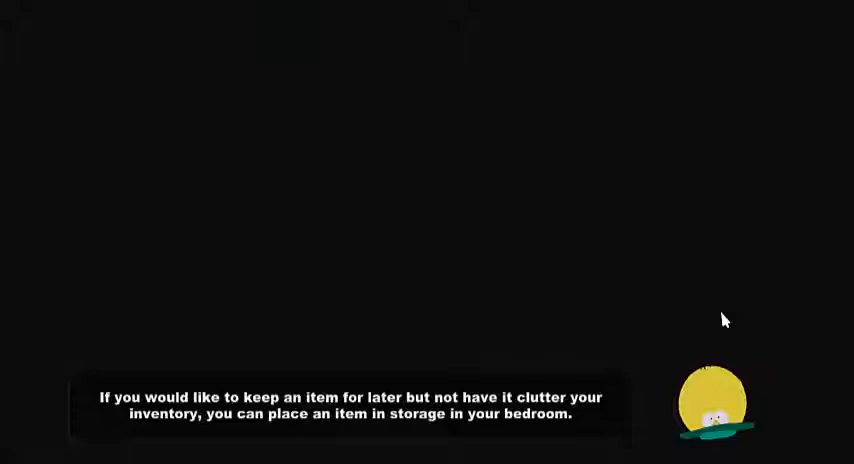 If you would like to keep an item for later but not have it clutter your
inventory, you can place an item in storage in your bedroom.